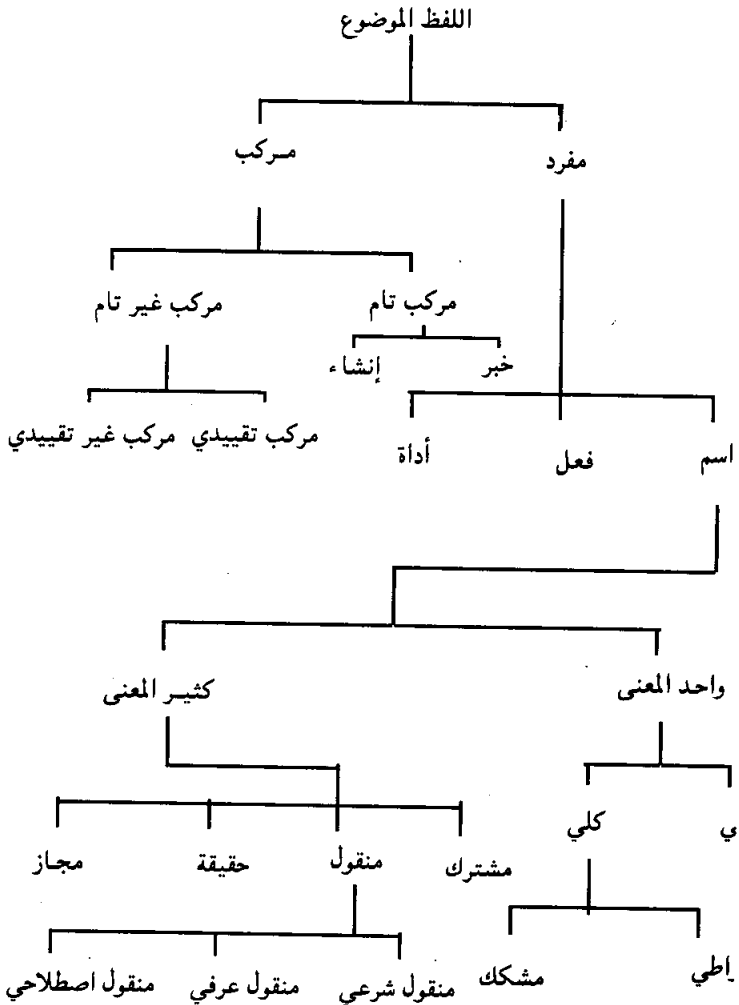 اللفظ الموضوع
مفرد
مركب
مركب تام
مركب غير تام
خبر
إنشاء
مركب تقييدي
مركب غير تقييدي
اسم
فعل
أداة
واحد المعنى
كثير المعنى
ي
كلي
مشترك
منقول
حقيقة
مجاز
راطي
مشكك
منقول شرعي
منقول عرفي
منقول اصطلاحي